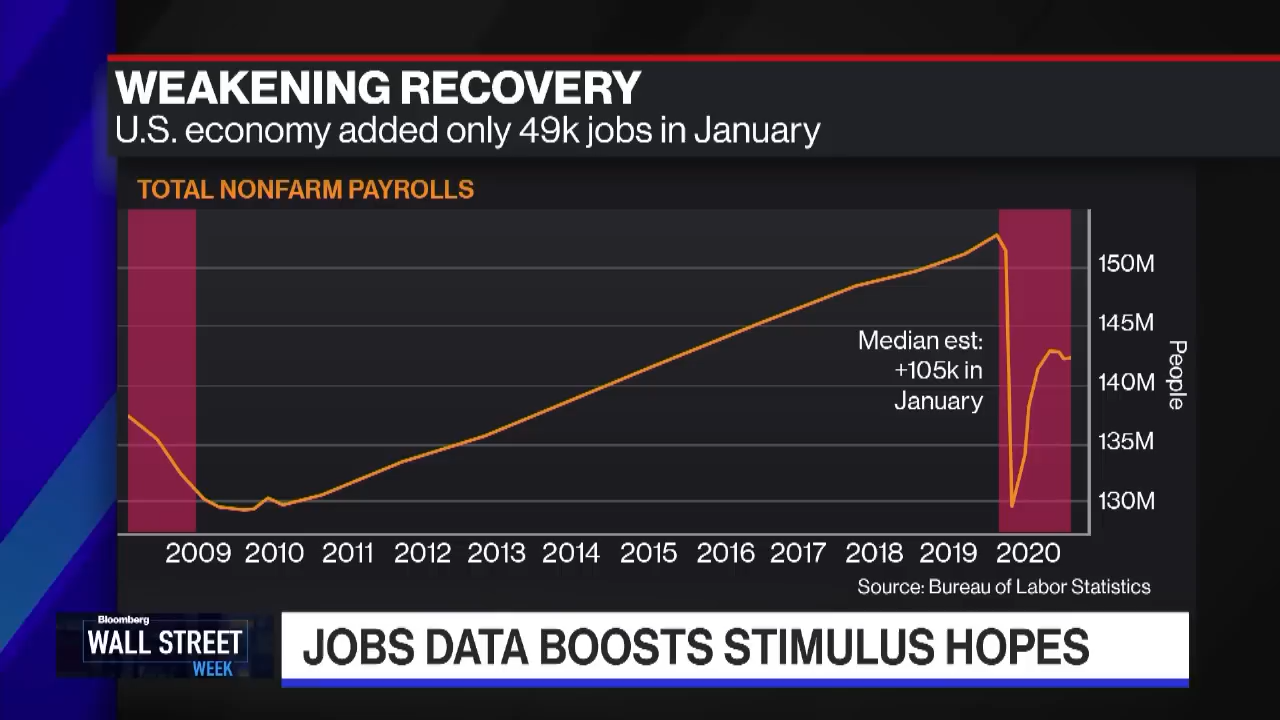 WEAKENING RECOVERY
U.S. economy added only 49k jobs in January
TOTAL NONFARM PAYROLLS
150M
145M
140M
135M
130M
People
Median est:
+105k in
January
2009 2010 2011 2012 2013 2014 2015 2016 2017 2018 2019 2020
Source: Bureau of Labor Statistics
Bloomberg
WALL STREET
WEEK
JOBS DATA BOOSTS STIMULUS HOPES